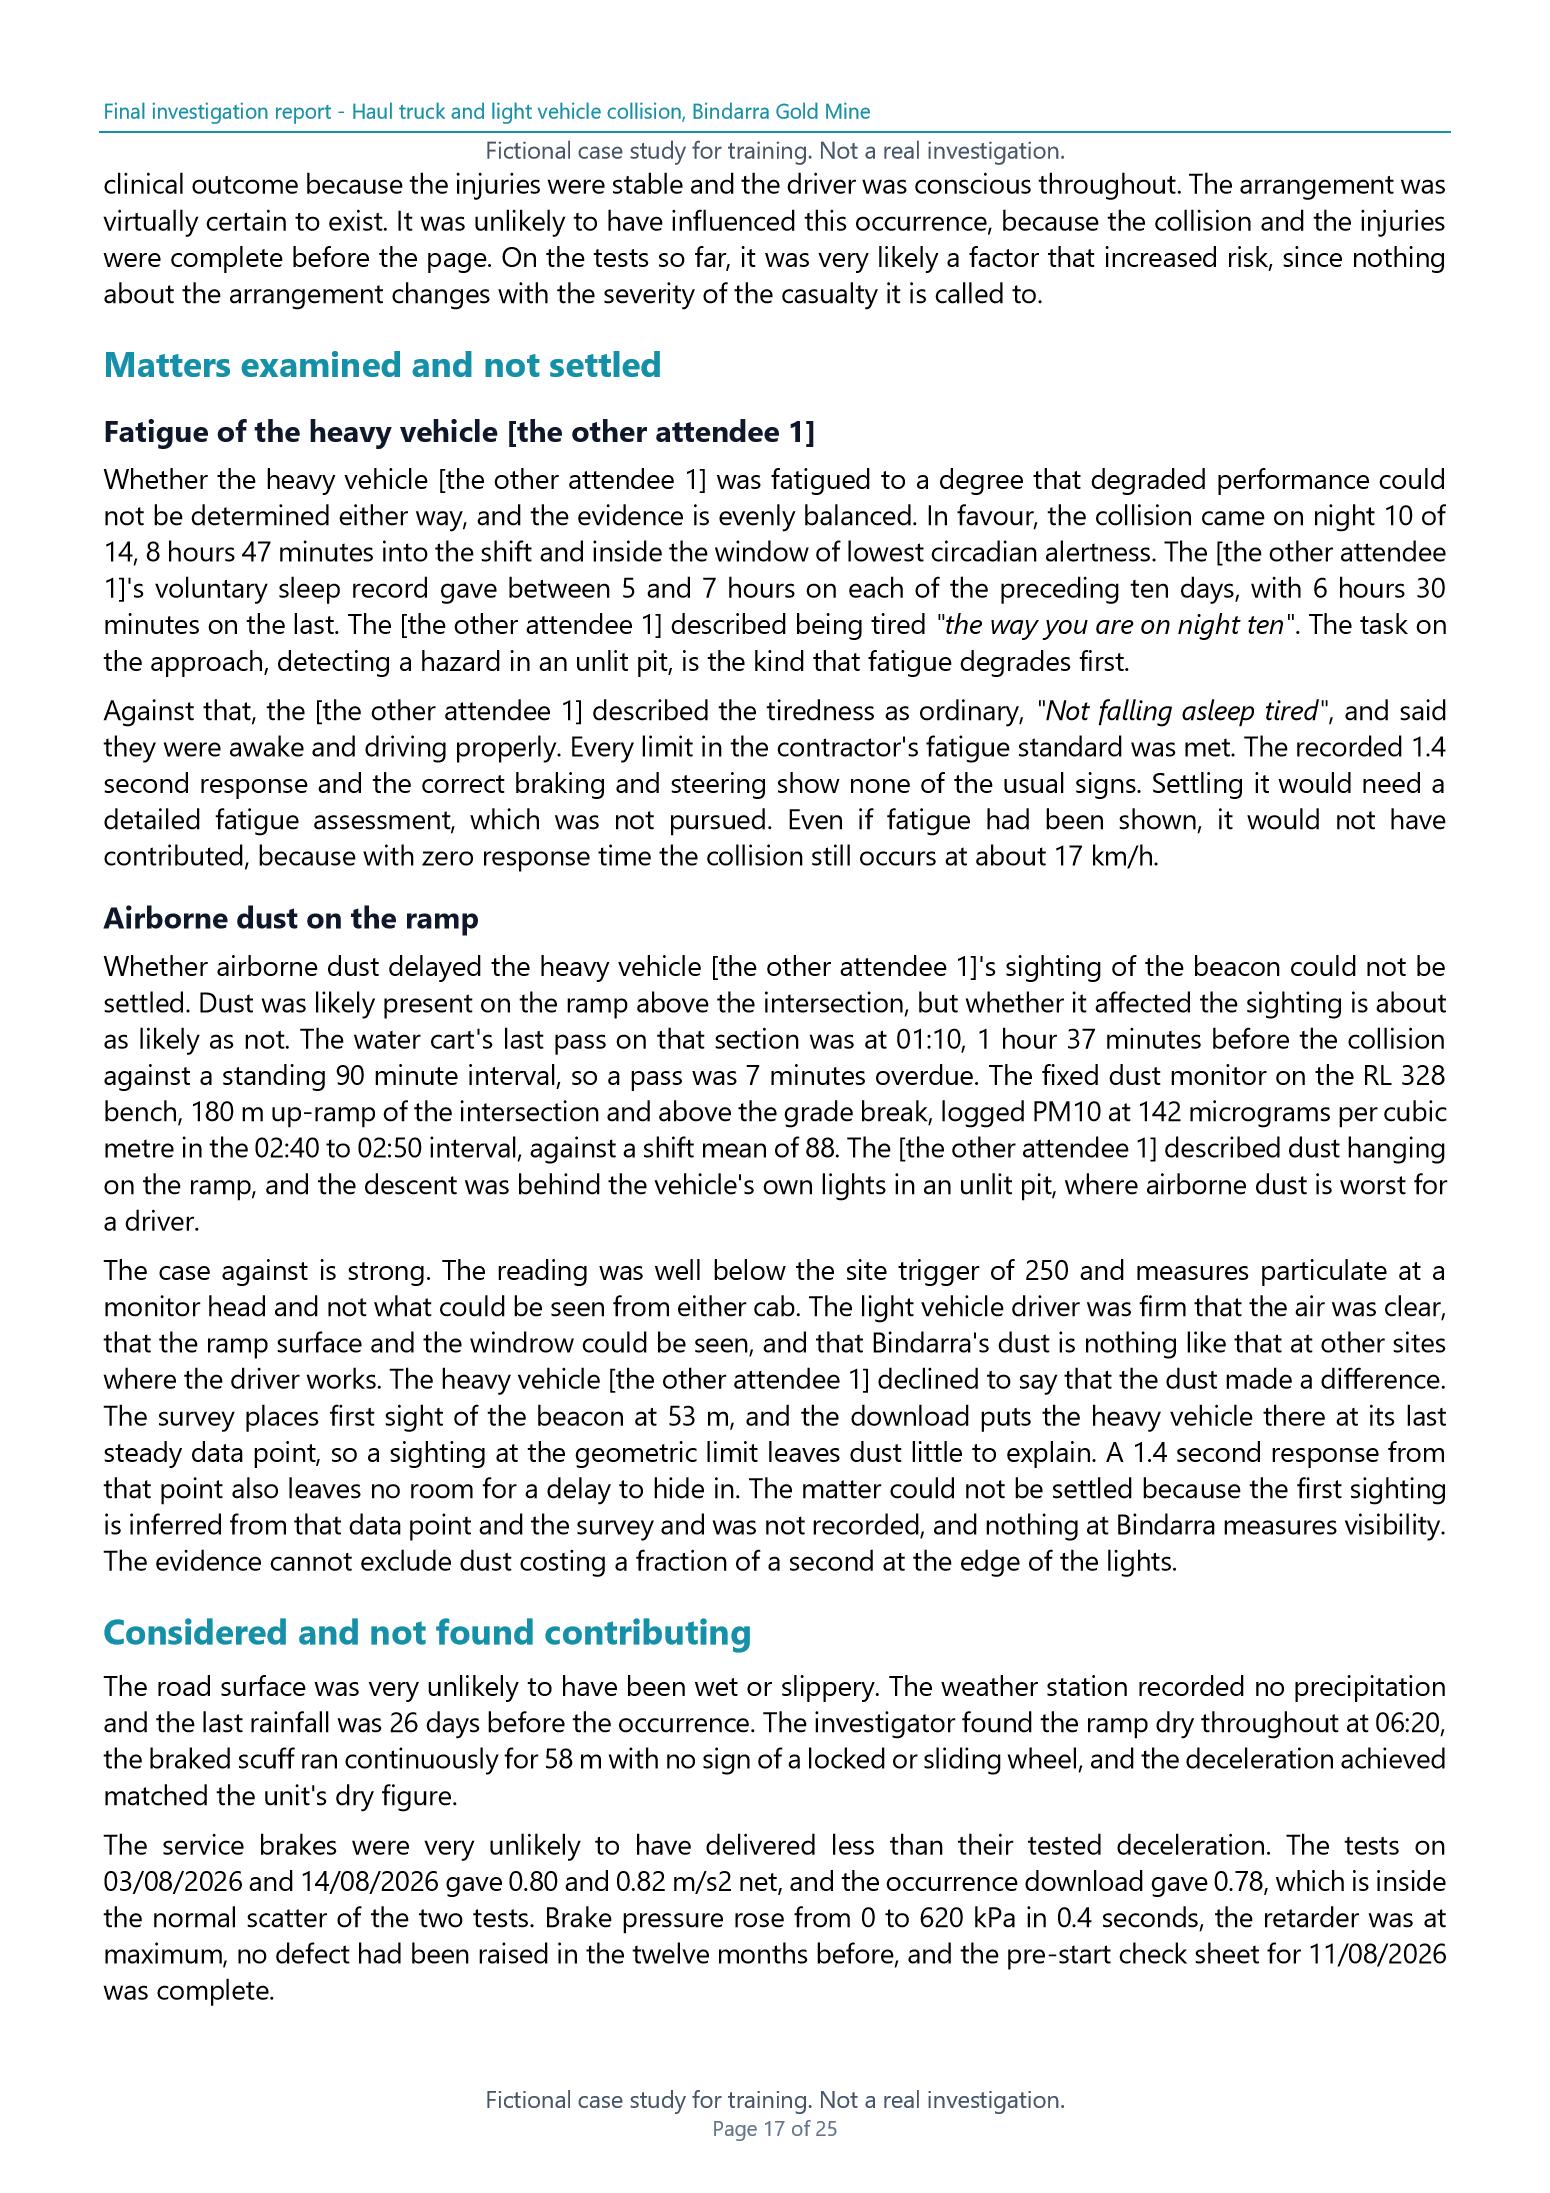 Final investigation report - Haul truck and light vehicle collision, Bindarra Gold Mine
Fictional case study for training. Not a real investigation.
clinical outcome because the injuries were stable and the driver was conscious throughout. The arrangement was
virtually certain to exist. It was unlikely to have influenced this occurrence, because the collision and the injuries
were complete before the page. On the tests so far, it was very likely a factor that increased risk, since nothing
about the arrangement changes with the severity of the casualty it is called to.
Matters examined and not settled
Fatigue of the heavy vehicle [the other attendee 1]
Whether the heavy vehicle [the other attendee 1] was fatigued to a degree that degraded performance could
not be determined either way, and the evidence is evenly balanced. In favour, the collision came on night 10 of
14, 8 hours 47 minutes into the shift and inside the window of lowest circadian alertness. The [the other attendee
1]'s voluntary sleep record gave between 5 and 7 hours on each of the preceding ten days, with 6 hours 30
minutes on the last. The [the other attendee 1] described being tired "the way you are on night ten". The task on
the approach, detecting a hazard in an unlit pit, is the kind that fatigue degrades first.
Against that, the [the other attendee 1] described the tiredness as ordinary, "Not falling asleep tired", and said
they were awake and driving properly. Every limit in the contractor's fatigue standard was met. The recorded 1.4
second response and the correct braking and steering show none of the usual signs. Settling it would need a
detailed fatigue assessment, which was not pursued. Even if fatigue had been shown, it would not have
contributed, because with zero response time the collision still occurs at about 17 km/h.
Airborne dust on the ramp
Whether airborne dust delayed the heavy vehicle [the other attendee 1]'s sighting of the beacon could not be
settled. Dust was likely present on the ramp above the intersection, but whether it affected the sighting is about
as likely as not. The water cart's last pass on that section was at 01:10, 1 hour 37 minutes before the collision
against a standing 90 minute interval, so a pass was 7 minutes overdue. The fixed dust monitor on the RL 328
bench, 180 m up-ramp of the intersection and above the grade break, logged PM10 at 142 micrograms per cubic
metre in the 02:40 to 02:50 interval, against a shift mean of 88. The [the other attendee 1] described dust hanging
on the ramp, and the descent was behind the vehicle's own lights in an unlit pit, where airborne dust is worst for
a driver.
The case against is strong. The reading was well below the site trigger of 250 and measures particulate at a
monitor head and not what could be seen from either cab. The light vehicle driver was firm that the air was clear,
that the ramp surface and the windrow could be seen, and that Bindarra's dust is nothing like that at other sites
where the driver works. The heavy vehicle [the other attendee 1] declined to say that the dust made a difference.
The survey places first sight of the beacon at 53 m, and the download puts the heavy vehicle there at its last
steady data point, so a sighting at the geometric limit leaves dust little to explain. A 1.4 second response from
that point also leaves no room for a delay to hide in. The matter could not be settled because the first sighting
is inferred from that data point and the survey and was not recorded, and nothing at Bindarra measures visibility.
The evidence cannot exclude dust costing a fraction of a second at the edge of the lights.
Considered and not found contributing
The road surface was very unlikely to have been wet or slippery. The weather station recorded no precipitation
and the last rainfall was 26 days before the occurrence. The investigator found the ramp dry throughout at 06:20,
the braked scuff ran continuously for 58 m with no sign of a locked or sliding wheel, and the deceleration achieved
matched the unit's dry figure.
The service brakes were very unlikely to have delivered less than their tested deceleration. The tests on
03/08/2026 and 14/08/2026 gave 0.80 and 0.82 m/s2 net, and the occurrence download gave 0.78, which is inside
the normal scatter of the two tests. Brake pressure rose from 0 to 620 kPa in 0.4 seconds, the retarder was at
maximum, no defect had been raised in the twelve months before, and the pre-start check sheet for 11/08/2026
was complete.
Fictional case study for training. Not a real investigation.
Page 17 of 25